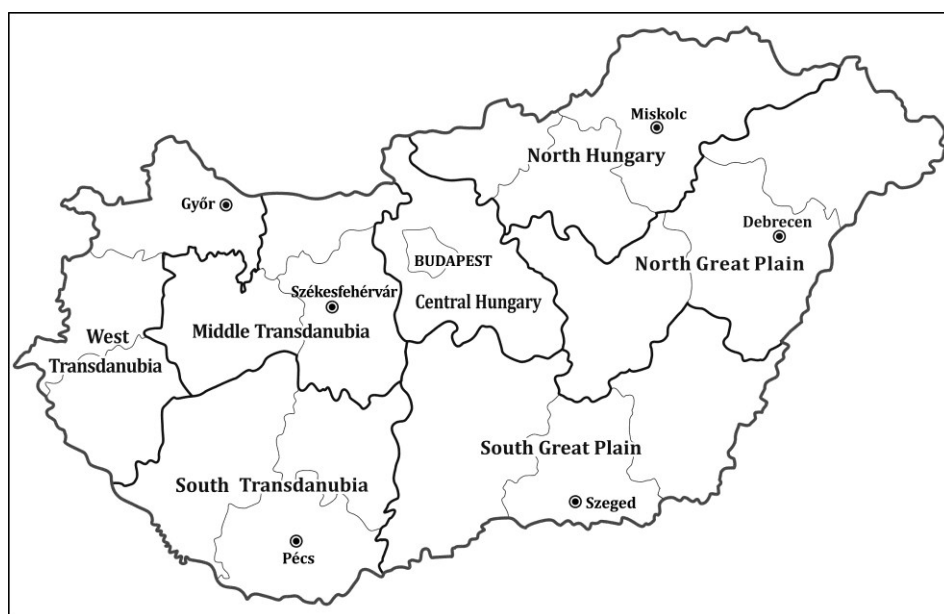 Miskolc
North Hungary
Győr
Debrecen
BUDAPEST
North Great Plain
Székesfehérvár
Central Hungary
Middle Transdanubia
West
Transdanubia
South Great Plain
South Transdanubia
Szeged
Pécs